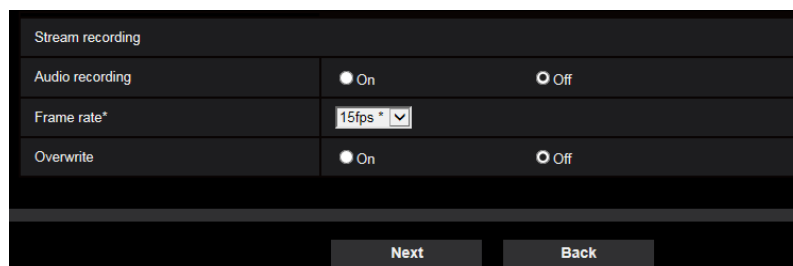 Stream recording
Audio recording On Off
Frame rate* 15fps *
Overwrite On Off
Next Back